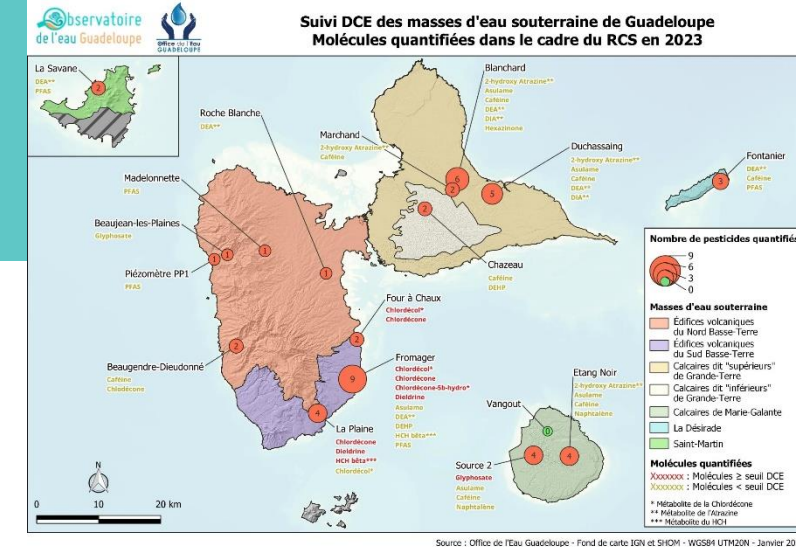 Observatoire
de l'eau Guadeloupe
Office de l'Eau
GUADELOUPE
Suivi DCE des masses d'eau souterraine de Guadeloupe
Molécules quantifiées dans le cadre du RCS en 2023
La Savane
DEA**
PFAS
2
Roche Blanche
DEA**
1
Madelonnette
PFAS
1
Beaujean-les-Plaines
Glyphosate
1
Piézomètre PP1
PFAS
1
Beaugendre-Dieudonné
Caféine
Chlodécone
2
Marchand
2-hydroxy Atrazine**
Caféine
2
Blanchard
2-hydroxy Atrazine**
Asulame
Caféine
DEA**
DIA**
Hexazinone
6
Duchassaing
2-hydroxy Atrazine**
Asulame
Caféine
DEA**
DIA**
5
Fontanier
DEA**
Caféine
PFAS
3
Chazeau
Caféine
DEHP
2
Four à Chaux
Chlordécol*
Chlordécone
2
Fromager
Chlordécol*
Chlordécone
Chlordécone-5b-hydro*
Dieldrine
Asulame
DEA**
DEHP
HCH bêta***
PFAS
9
La Plaine
Chlordécone
Dieldrine
HCH bêta***
Chlordécol*
4
Etang Noir
2-hydroxy Atrazine**
Asulame
Caféine
Naphtalène
4
Vangout
0
Source 2
Glyphosate
Asulame
Caféine
Naphtalène
4
N
0 10 20 km
Nombre de pesticides quantifiés
9
6
3
0
Masses d'eau souterraine
Édifices volcaniques
du Nord Basse-Terre
Édifices volcaniques
du Sud Basse-Terre
Calcaires dit "supérieurs"
de Grande-Terre
Calcaires dit "inférieurs"
de Grande-Terre
Calcaires de Marie-Galante
La Désirade
Saint-Martin
Molécules quantifiées
Xxxxxxx : Molécules ≥ seuil DCE
Xxxxxxx : Molécules < seuil DCE
* Métabolite de la Chlordécone
** Métabolite de l'Atrazine
*** Métabolite du HCH
Source : Office de l'Eau Guadeloupe - Fond de carte IGN et SHOM - WGS84 UTM20N - Janvier 20